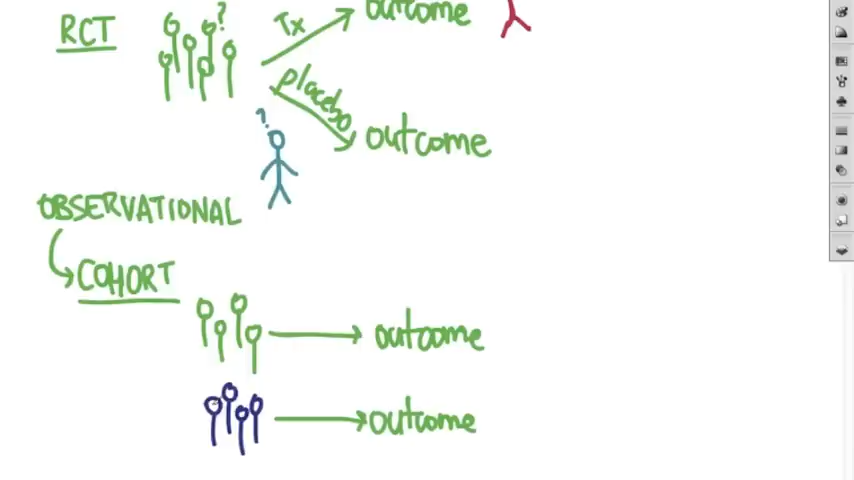 RCT
?
Tx
outcome
placebo
outcome
?
OBSERVATIONAL
COHORT
outcome
outcome